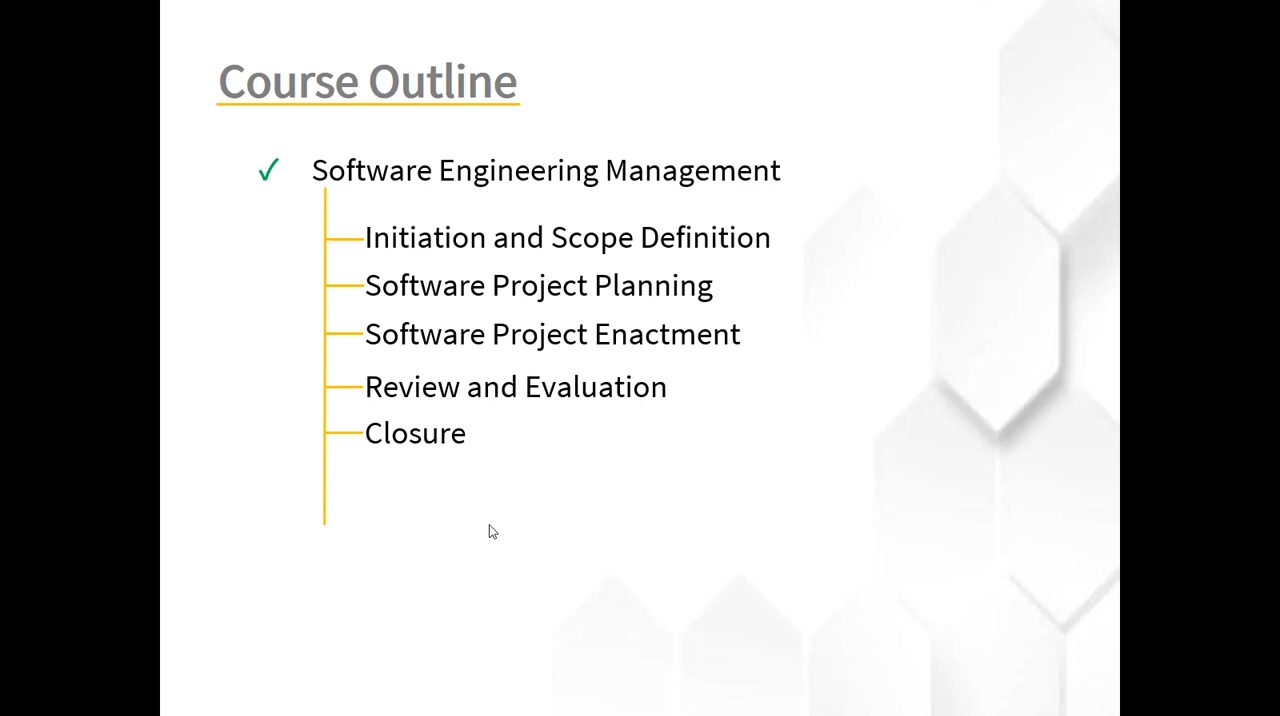 Course Outline
✓ Software Engineering Management
Initiation and Scope Definition
Software Project Planning
Software Project Enactment
Review and Evaluation
Closure